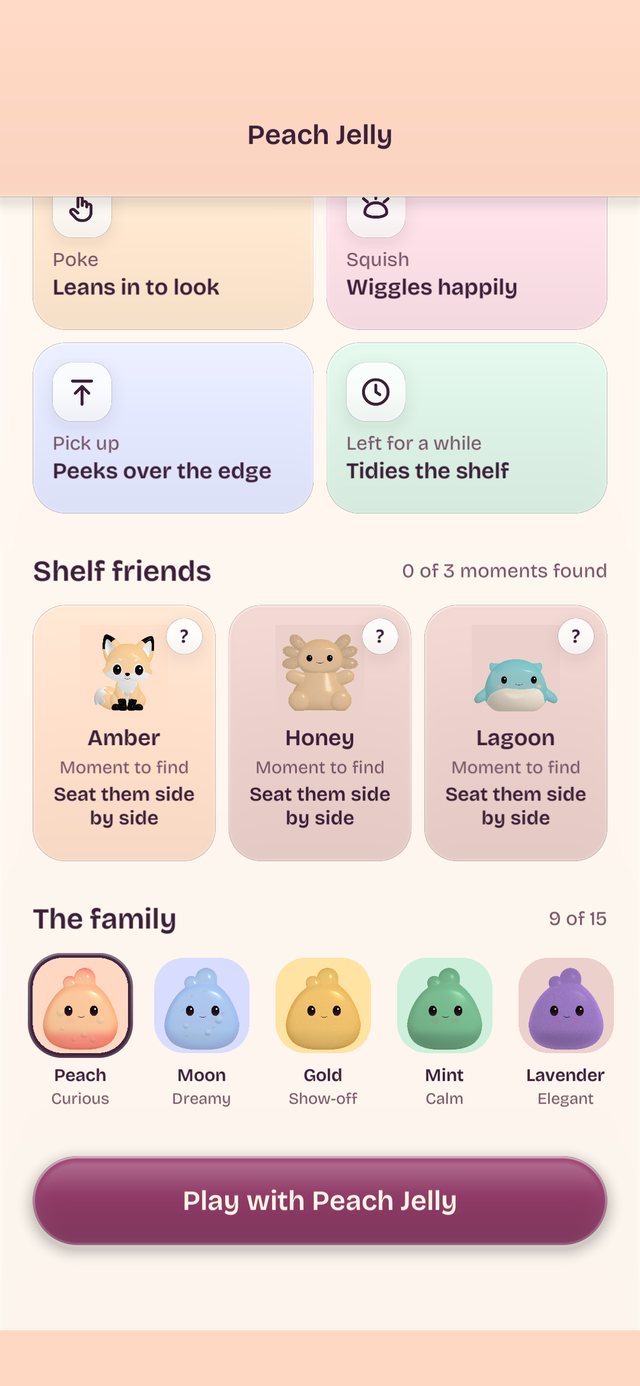 Peach Jelly
Poke
Leans in to look
Squish
Wiggles happily
Pick up
Peeks over the edge
Left for a while
Tidies the shelf
Shelf friends
0 of 3 moments found
?
Amber
Moment to find
Seat them side
by side
?
Honey
Moment to find
Seat them side
by side
?
Lagoon
Moment to find
Seat them side
by side
The family
9 of 15
Peach
Curious
Moon
Dreamy
Gold
Show-off
Mint
Calm
Lavender
Elegant
Play with Peach Jelly